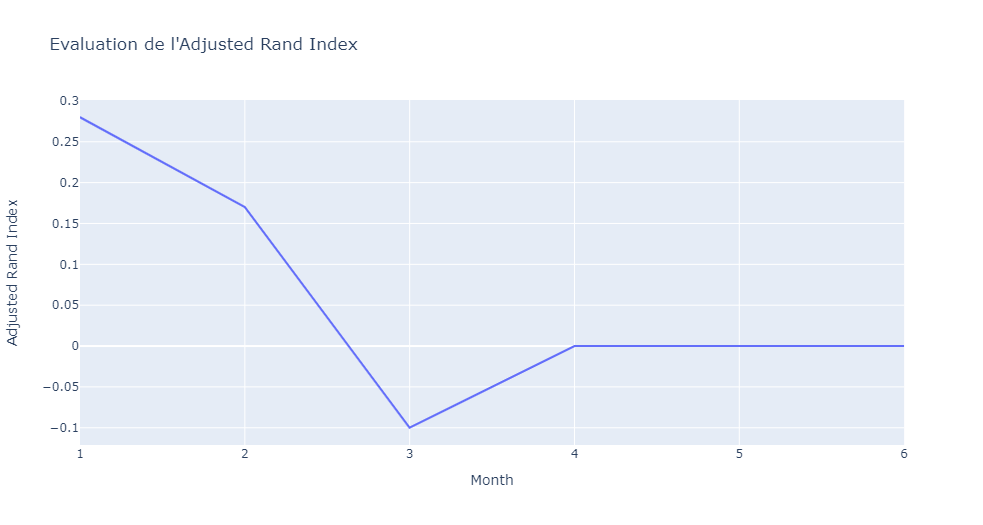 Evaluation de l'Adjusted Rand Index
0.3
0.25
0.2
0.15
0.1
0.05
0
−0.05
−0.1
Adjusted Rand Index
1 2 3 4 5 6
Month